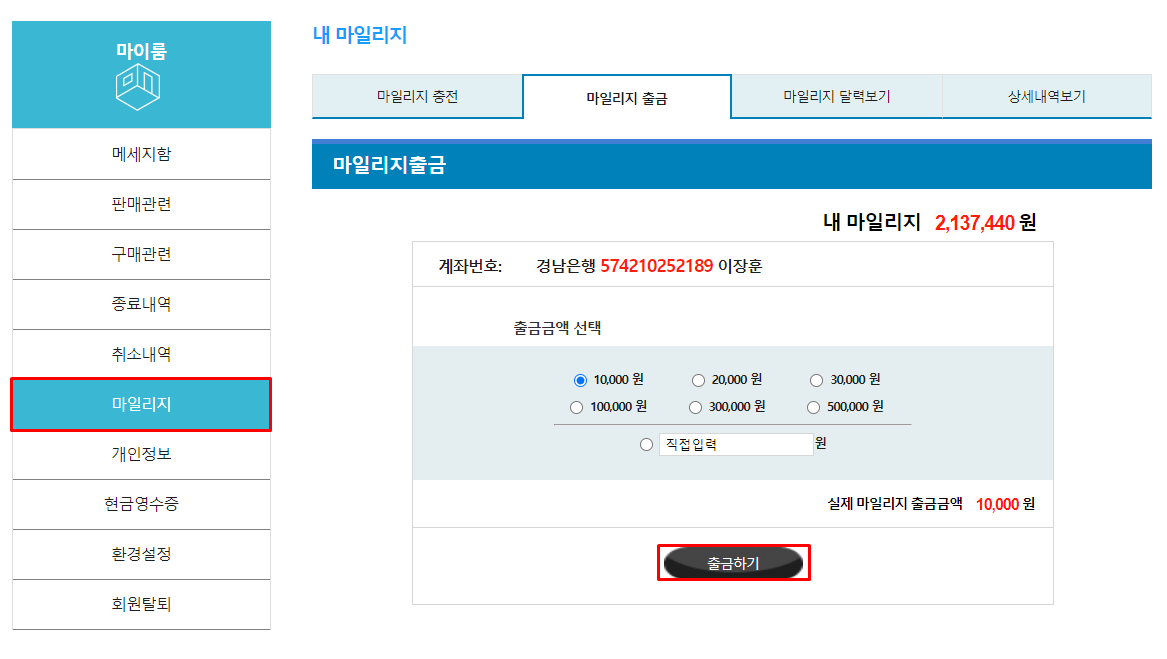 마이룸
메세지함
판매관련
구매관련
종료내역
취소내역
마일리지
개인정보
현금영수증
환경설정
회원탈퇴
내 마일리지
마일리지 충전 마일리지 출금 마일리지 달력보기 상세내역보기
마일리지출금
내 마일리지 2,137,440 원
계좌번호: 경남은행 574210252189 이장훈
출금금액 선택
10,000 원 20,000 원 30,000 원
100,000 원 300,000 원 500,000 원
직접입력 원
실제 마일리지 출금금액 10,000 원
출금하기